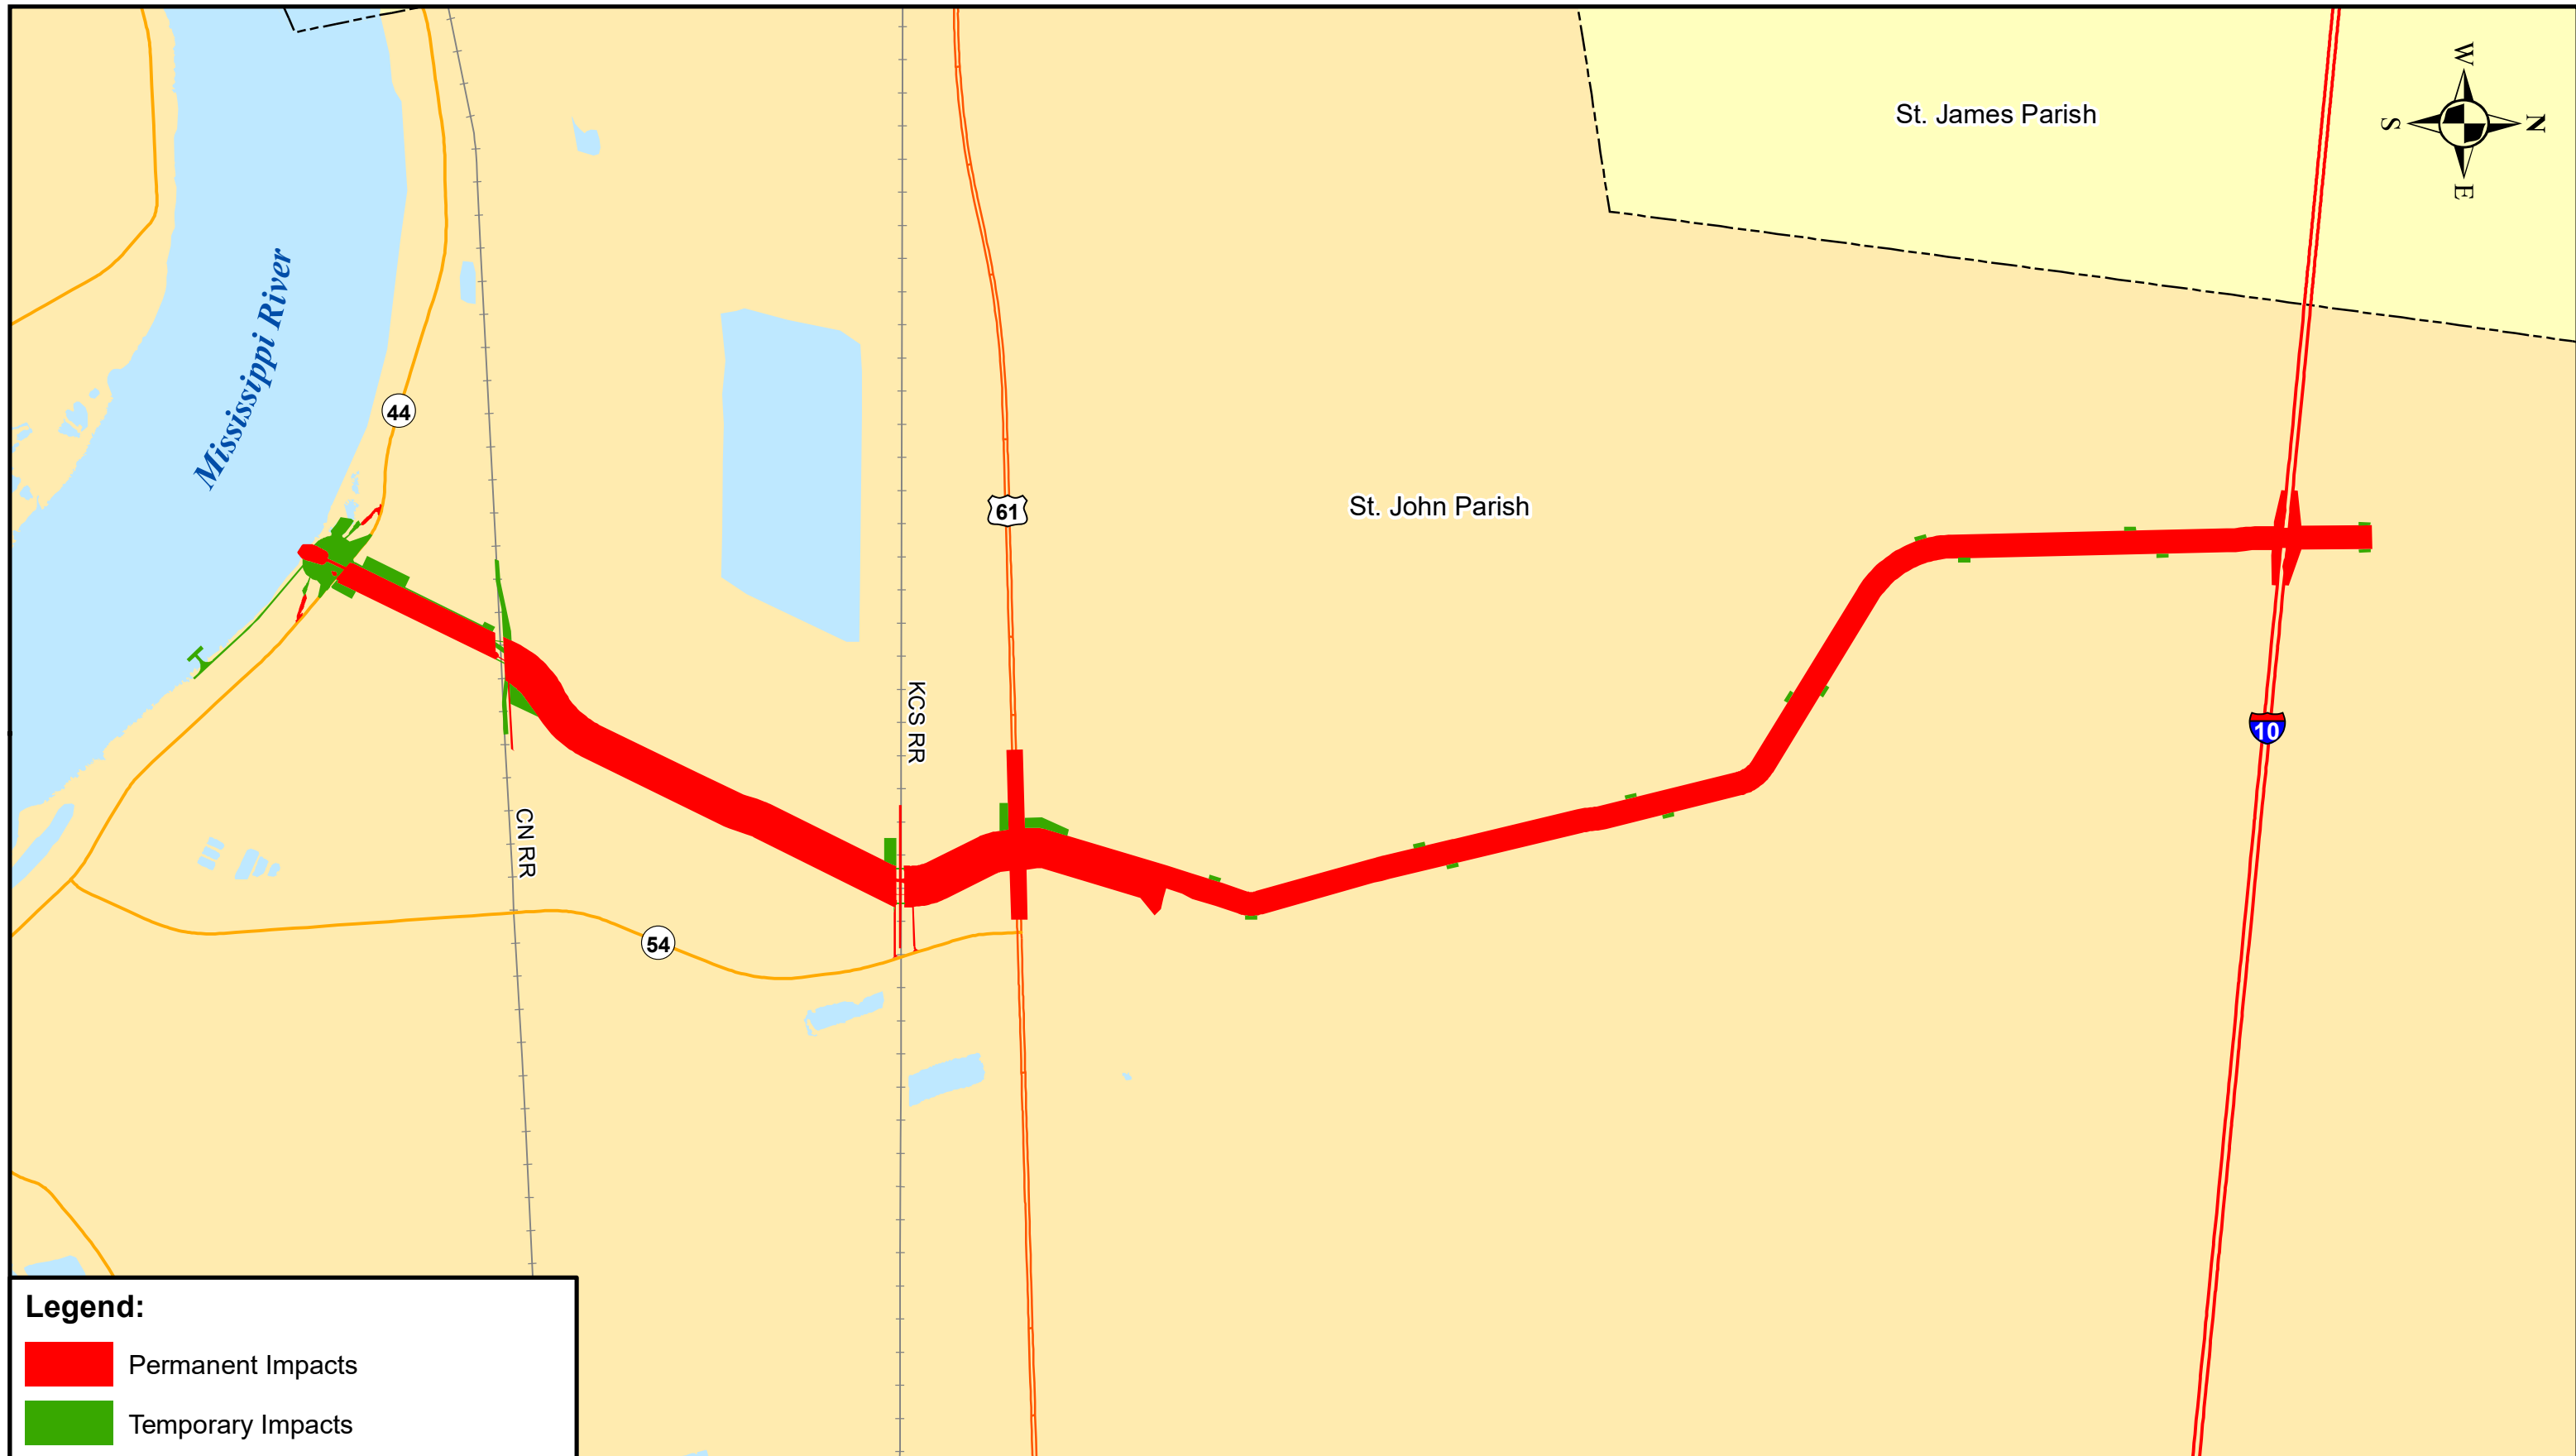 St. James Parish
W
S
N
E
Mississippi River
44
61
St. John Parish
KCS RR
10
CN RR
54
Legend:
Permanent Impacts
Temporary Impacts